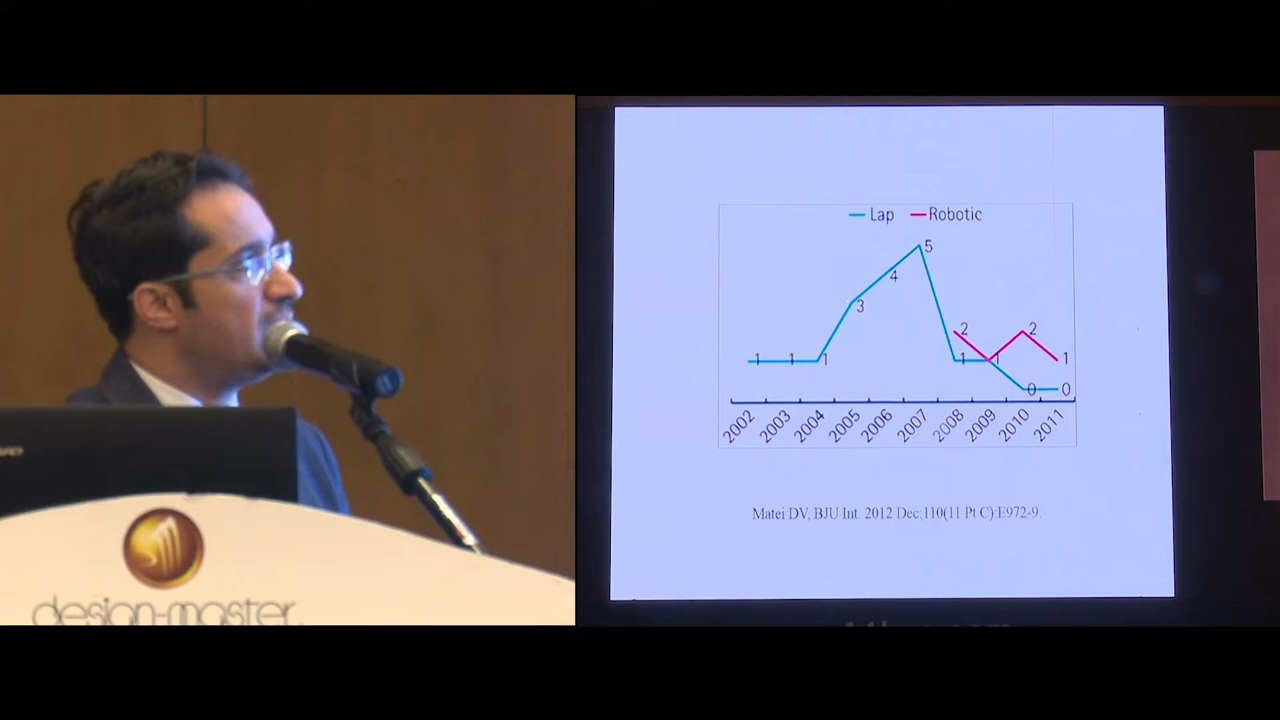 Lap Robotic
5
4
3
2 2
1 1 1 1 1 1
0 0
2002 2003 2004 2005 2006 2007 2008 2009 2010 2011
Matei DV, BJU Int. 2012 Dec;110(11 Pt C):E972-9.
design-master